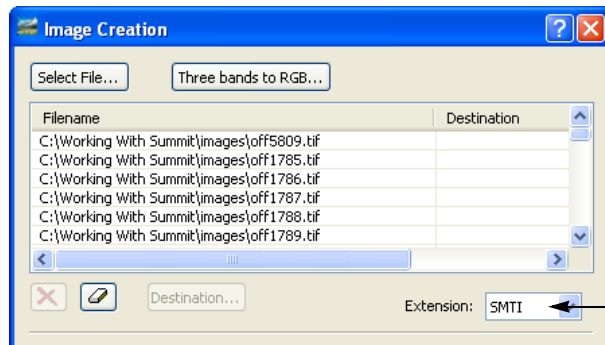 Image Creation
Select File... Three bands to RGB...
Filename Destination
C:\Working With Summit\images\off5809.tif
C:\Working With Summit\images\off1785.tif
C:\Working With Summit\images\off1786.tif
C:\Working With Summit\images\off1787.tif
C:\Working With Summit\images\off1788.tif
C:\Working With Summit\images\off1789.tif
Destination... Extension: SMTI